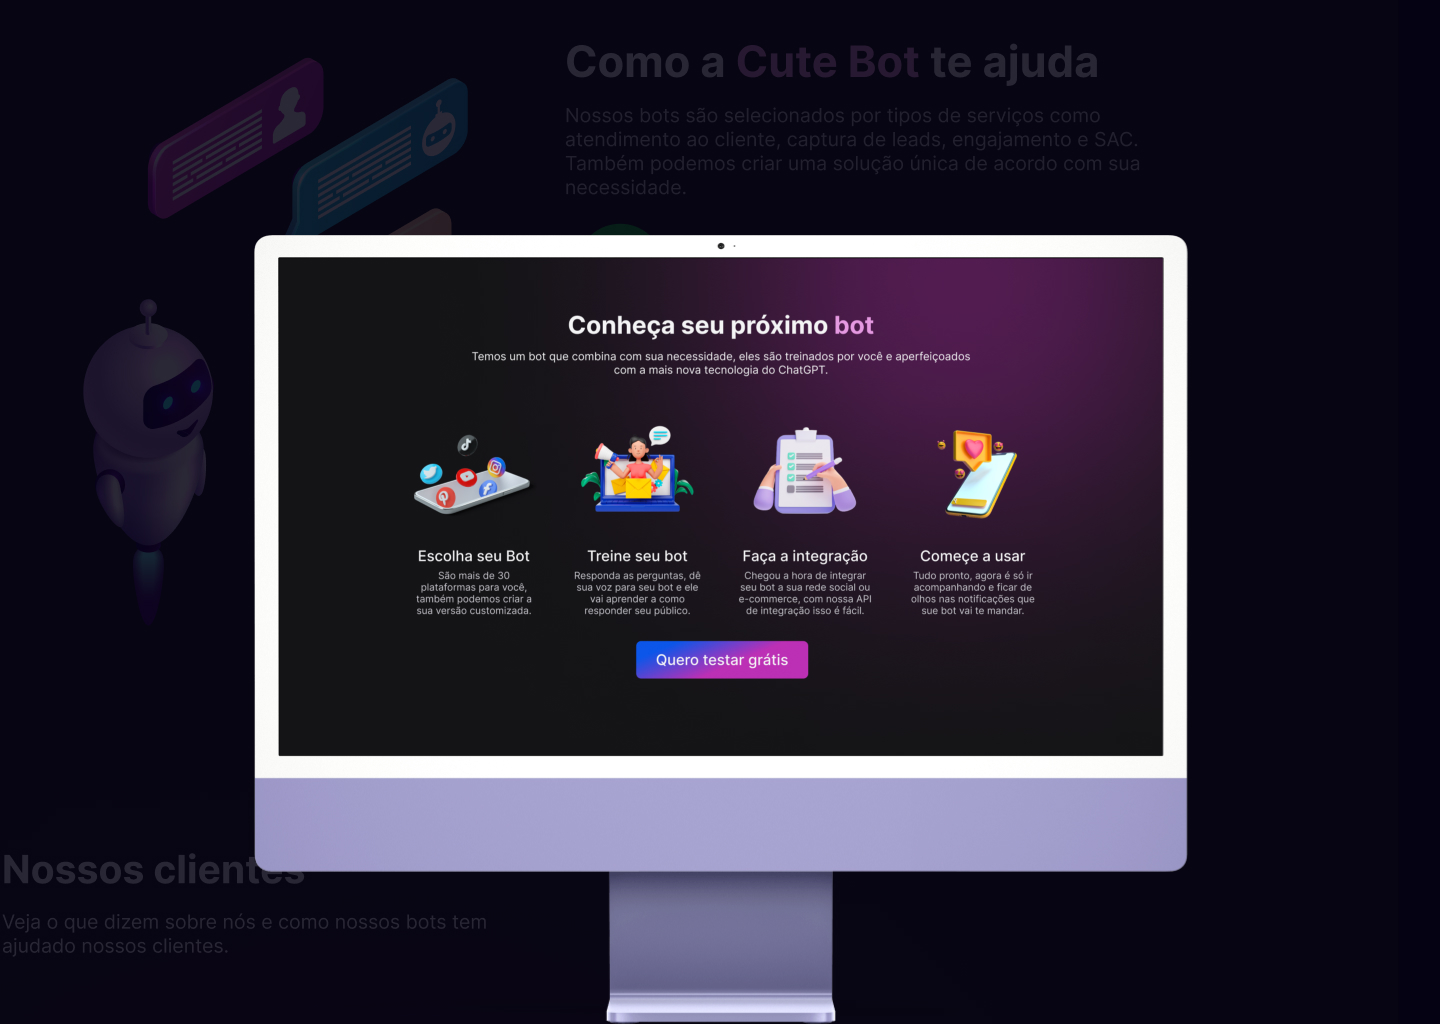 Como a Cute Bot te ajuda
Nossos bots são selecionados por tipos de serviços como
atendimento ao cliente, captura de leads, engajamento e SAC.
Também podemos criar uma solução única de acordo com sua
necessidade.
Conheça seu próximo bot
Temos um bot que combina com sua necessidade, eles são treinados por você e aperfeiçoados
com a mais nova tecnologia do ChatGPT.
Escolha seu Bot
São mais de 30
plataformas para você,
também podemos criar a
sua versão customizada.
Treine seu bot
Responda as perguntas, dê
sua voz para seu bot e ele
vai aprender a como
responder seu público.
Faça a integração
Chegou a hora de integrar
seu bot a sua rede social ou
e-commerce, com nossa API
de integração isso é fácil.
Começe a usar
Tudo pronto, agora é só ir
acompanhando e ficar de
olhos nas notificações que
sue bot vai te mandar.
Quero testar grátis
Nossos clientes
Veja o que dizem sobre nós e como nossos bots tem
ajudado nossos clientes.